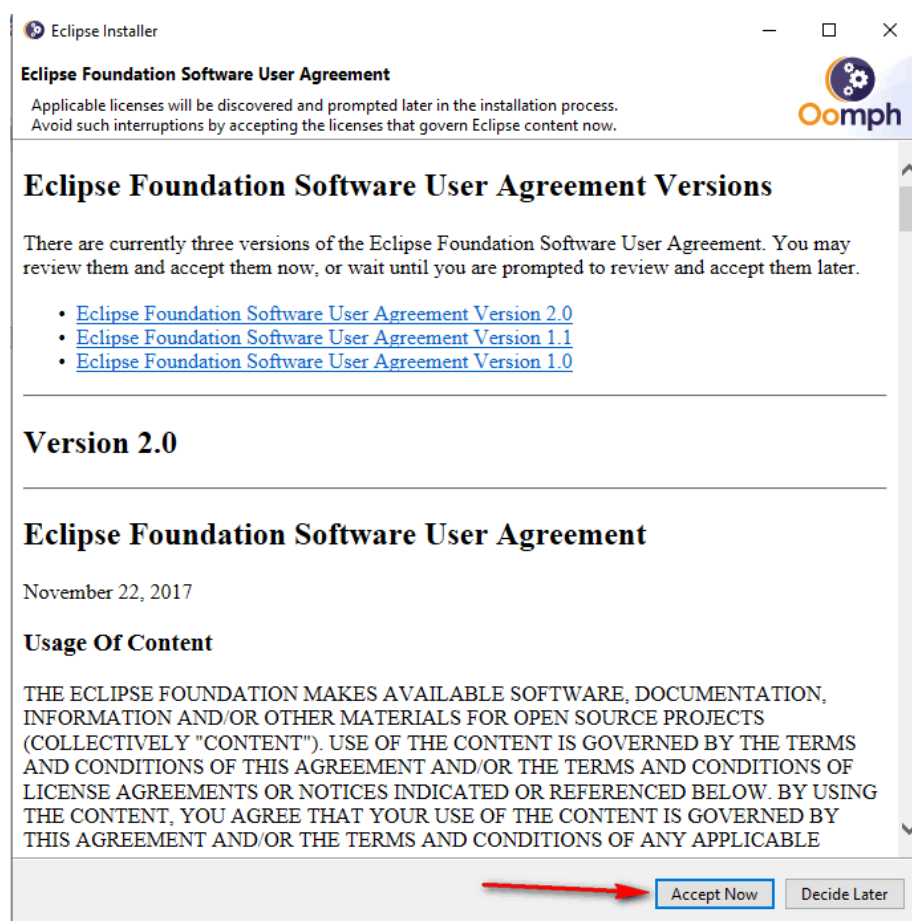 Eclipse Installer
Eclipse Foundation Software User Agreement
Applicable licenses will be discovered and prompted later in the installation process.
Avoid such interruptions by accepting the licenses that govern Eclipse content now.
Oomph
Eclipse Foundation Software User Agreement Versions
There are currently three versions of the Eclipse Foundation Software User Agreement. You may
review them and accept them now, or wait until you are prompted to review and accept them later.
• Eclipse Foundation Software User Agreement Version 2.0
• Eclipse Foundation Software User Agreement Version 1.1
• Eclipse Foundation Software User Agreement Version 1.0
Version 2.0
Eclipse Foundation Software User Agreement
November 22, 2017
Usage Of Content
THE ECLIPSE FOUNDATION MAKES AVAILABLE SOFTWARE, DOCUMENTATION,
INFORMATION AND/OR OTHER MATERIALS FOR OPEN SOURCE PROJECTS
(COLLECTIVELY "CONTENT"). USE OF THE CONTENT IS GOVERNED BY THE TERMS
AND CONDITIONS OF THIS AGREEMENT AND/OR THE TERMS AND CONDITIONS OF
LICENSE AGREEMENTS OR NOTICES INDICATED OR REFERENCED BELOW. BY USING
THE CONTENT, YOU AGREE THAT YOUR USE OF THE CONTENT IS GOVERNED BY
THIS AGREEMENT AND/OR THE TERMS AND CONDITIONS OF ANY APPLICABLE
Accept Now Decide Later